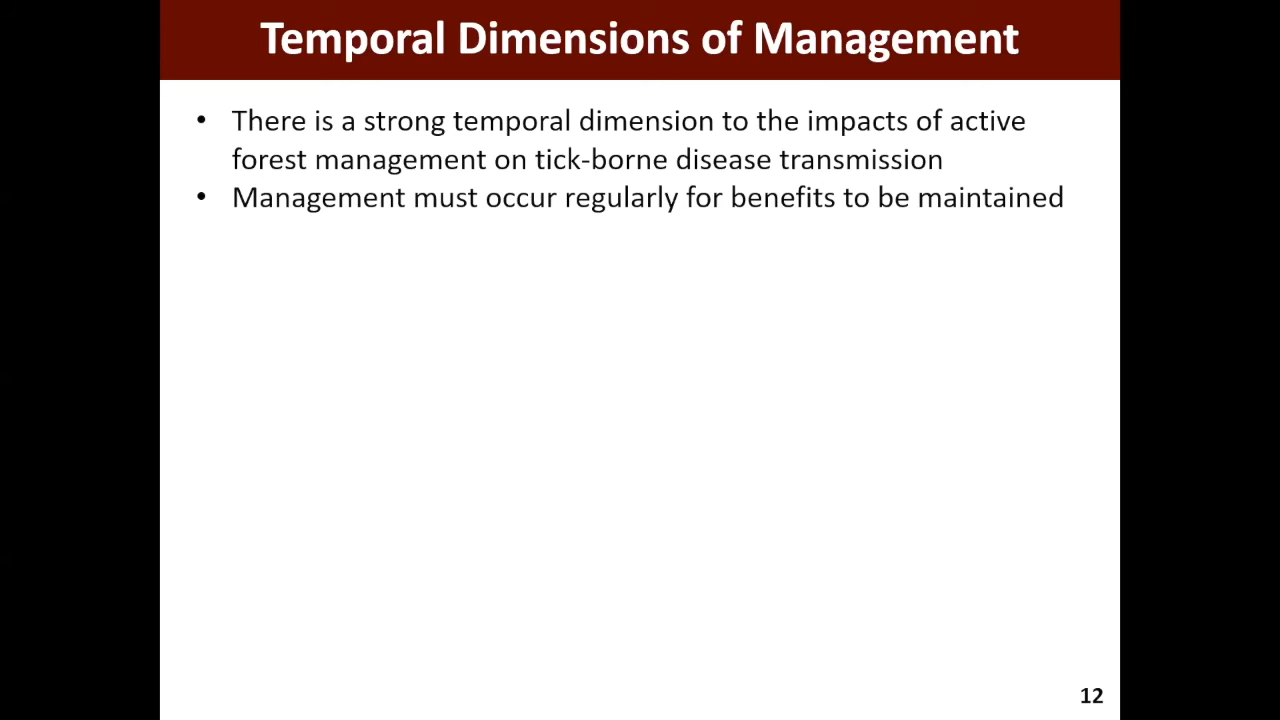 Temporal Dimensions of Management
• There is a strong temporal dimension to the impacts of active
forest management on tick-borne disease transmission
• Management must occur regularly for benefits to be maintained
12